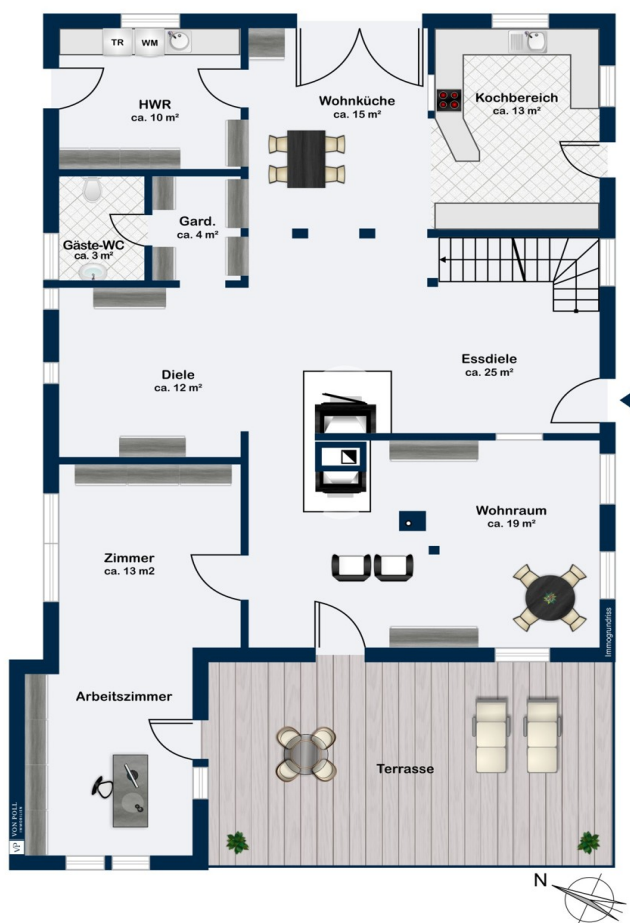 TR
WM
HWR
ca. 10 m²
Wohnküche
ca. 15 m²
Kochbereich
ca. 13 m²
Gard.
ca. 4 m²
Gäste-WC
ca. 3 m²
Diele
ca. 12 m²
Essdiele
ca. 25 m²
Wohnraum
ca. 19 m²
Zimmer
ca. 13 m2
Immogrundriss
Arbeitszimmer
Terrasse
VP
VON POLL
IMMOBILIEN
N